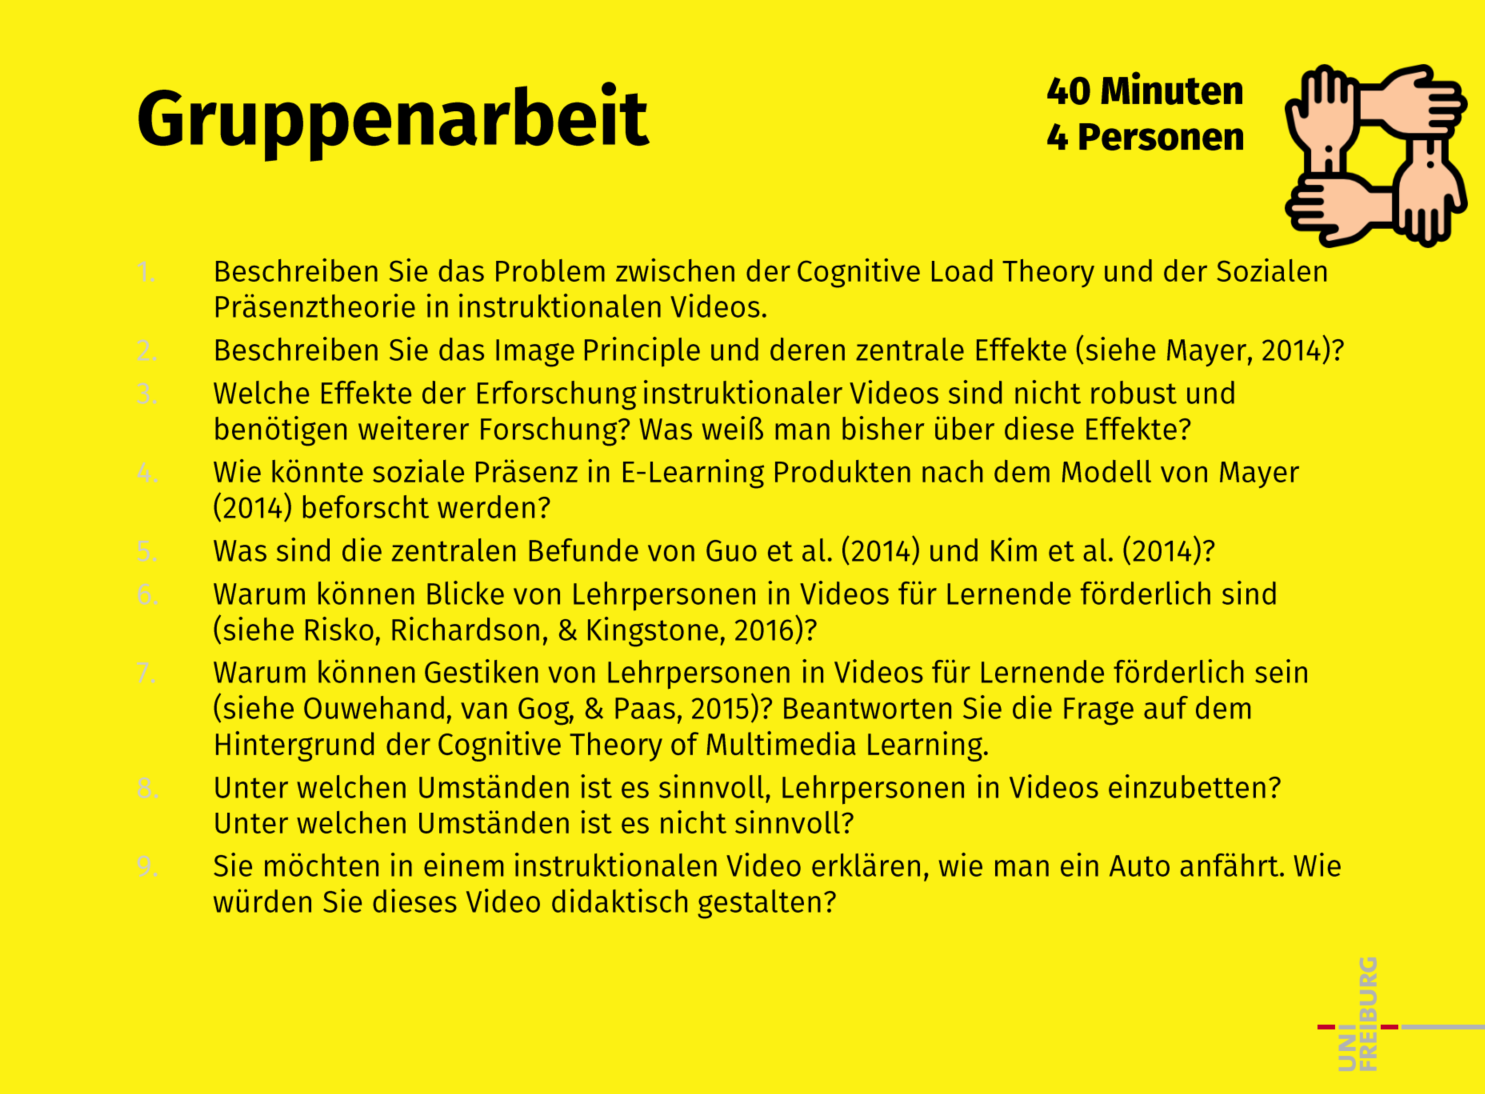 Gruppenarbeit
40 Minuten
4 Personen
1. Beschreiben Sie das Problem zwischen der Cognitive Load Theory und der Sozialen
Präsenztheorie in instruktionalen Videos.
2. Beschreiben Sie das Image Principle und deren zentrale Effekte (siehe Mayer, 2014)?
3. Welche Effekte der Erforschung instruktionaler Videos sind nicht robust und
benötigen weiterer Forschung? Was weiß man bisher über diese Effekte?
4. Wie könnte soziale Präsenz in E-Learning Produkten nach dem Modell von Mayer
(2014) beforscht werden?
5. Was sind die zentralen Befunde von Guo et al. (2014) und Kim et al. (2014)?
6. Warum können Blicke von Lehrpersonen in Videos für Lernende förderlich sind
(siehe Risko, Richardson, & Kingstone, 2016)?
7. Warum können Gestiken von Lehrpersonen in Videos für Lernende förderlich sein
(siehe Ouwehand, van Gog, & Paas, 2015)? Beantworten Sie die Frage auf dem
Hintergrund der Cognitive Theory of Multimedia Learning.
8. Unter welchen Umständen ist es sinnvoll, Lehrpersonen in Videos einzubetten?
Unter welchen Umständen ist es nicht sinnvoll?
9. Sie möchten in einem instruktionalen Video erklären, wie man ein Auto anfährt. Wie
würden Sie dieses Video didaktisch gestalten?
UNI
FREIBURG